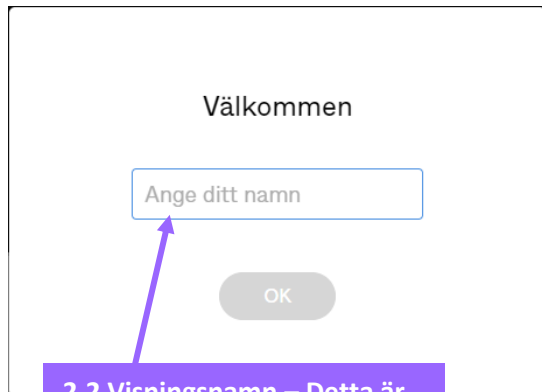 Välkommen
Ange ditt namn
OK
2.2 Visningsnamn – Detta är